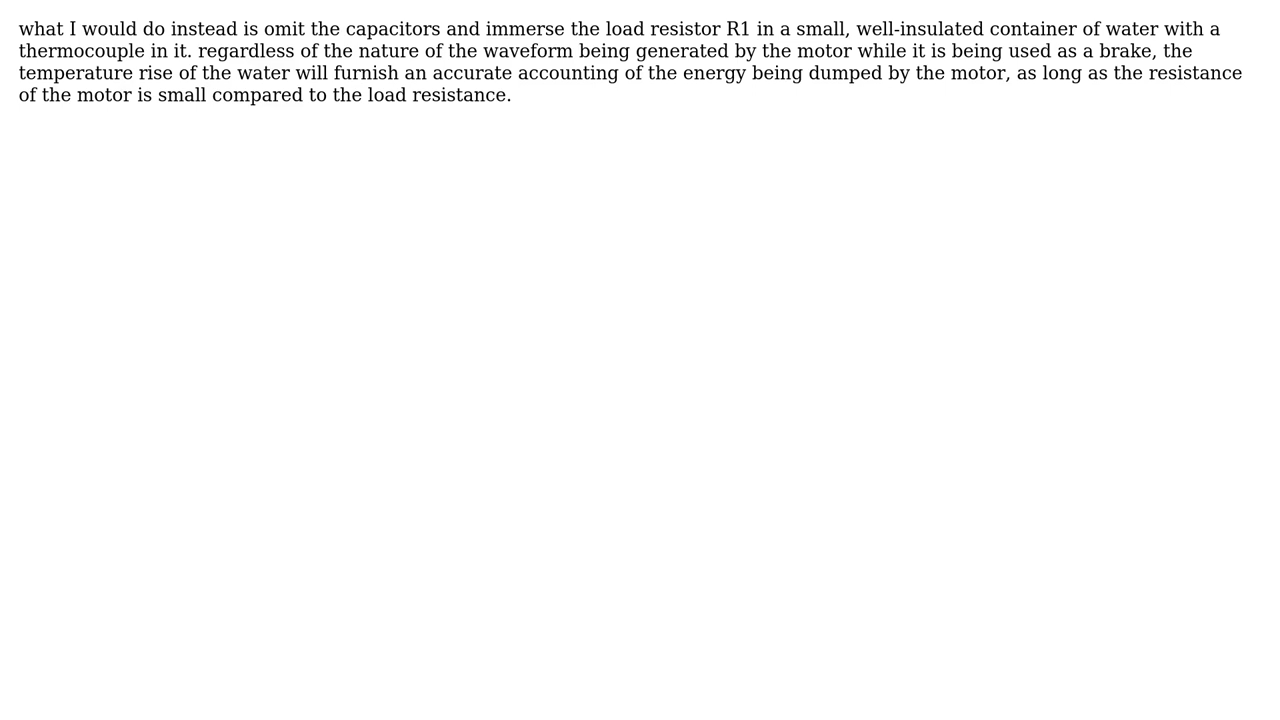 what I would do instead is omit the capacitors and immerse the load resistor R1 in a small, well-insulated container of water with a
thermocouple in it. regardless of the nature of the waveform being generated by the motor while it is being used as a brake, the
temperature rise of the water will furnish an accurate accounting of the energy being dumped by the motor, as long as the resistance
of the motor is small compared to the load resistance.